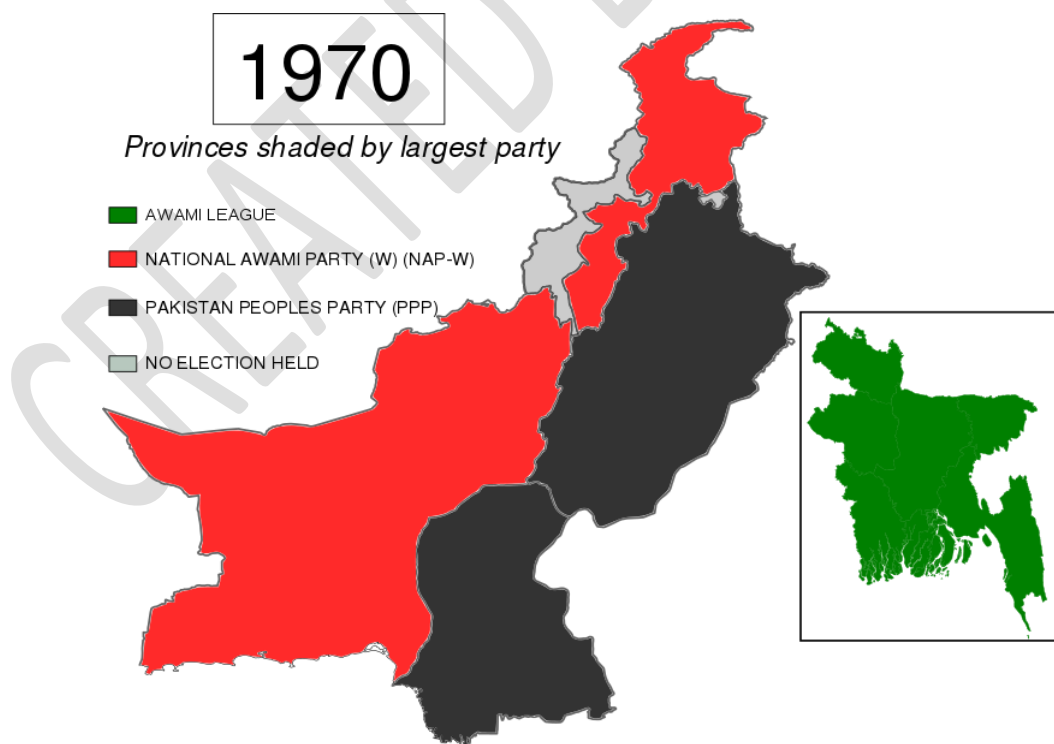 CREATED
1970
Provinces shaded by largest party
AWAMI LEAGUE
NATIONAL AWAMI PARTY (W) (NAP-W)
PAKISTAN PEOPLES PARTY (PPP)
NO ELECTION HELD